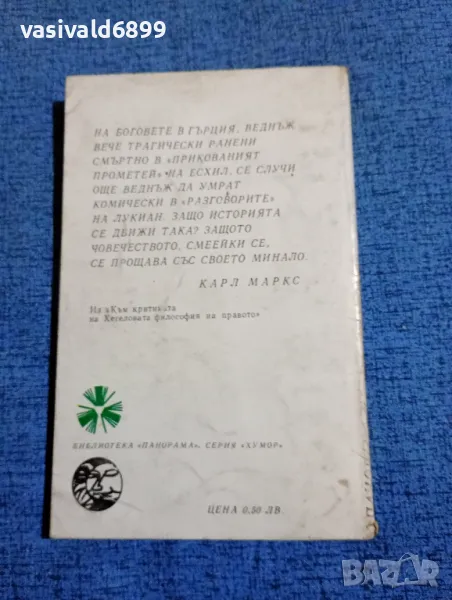 vasivald6899
НА БОГОВЕТЕ В ГЪРЦИЯ, ВЕДНЪЖ
ВЕЧЕ ТРАГИЧЕСКИ РАНЕНИ
СМЪРТНО В «ПРИКОВАНИЯТ
ПРОМЕТЕЙ» НА ЕСХИЛ, СЕ СЛУЧИ
ОЩЕ ВЕДНЪЖ ДА УМРАТ
КОМИЧЕСКИ В «РАЗГОВОРИТЕ»
НА ЛУКИАН. ЗАЩО ИСТОРИЯТА
СЕ ДВИЖИ ТАКА? ЗАЩОТО
ЧОВЕЧЕСТВОТО, СМЕЕЙКИ СЕ,
СЕ ПРОЩАВА СЪС СВОЕТО МИНАЛО.
КАРЛ МАРКС
Из «Към критиката
на Хегеловата философия на правото»
БИБЛИОТЕКА «ПАНОРАМА», СЕРИЯ «ХУМОР»
ЦЕНА 0.50 ЛВ.
BAZAR